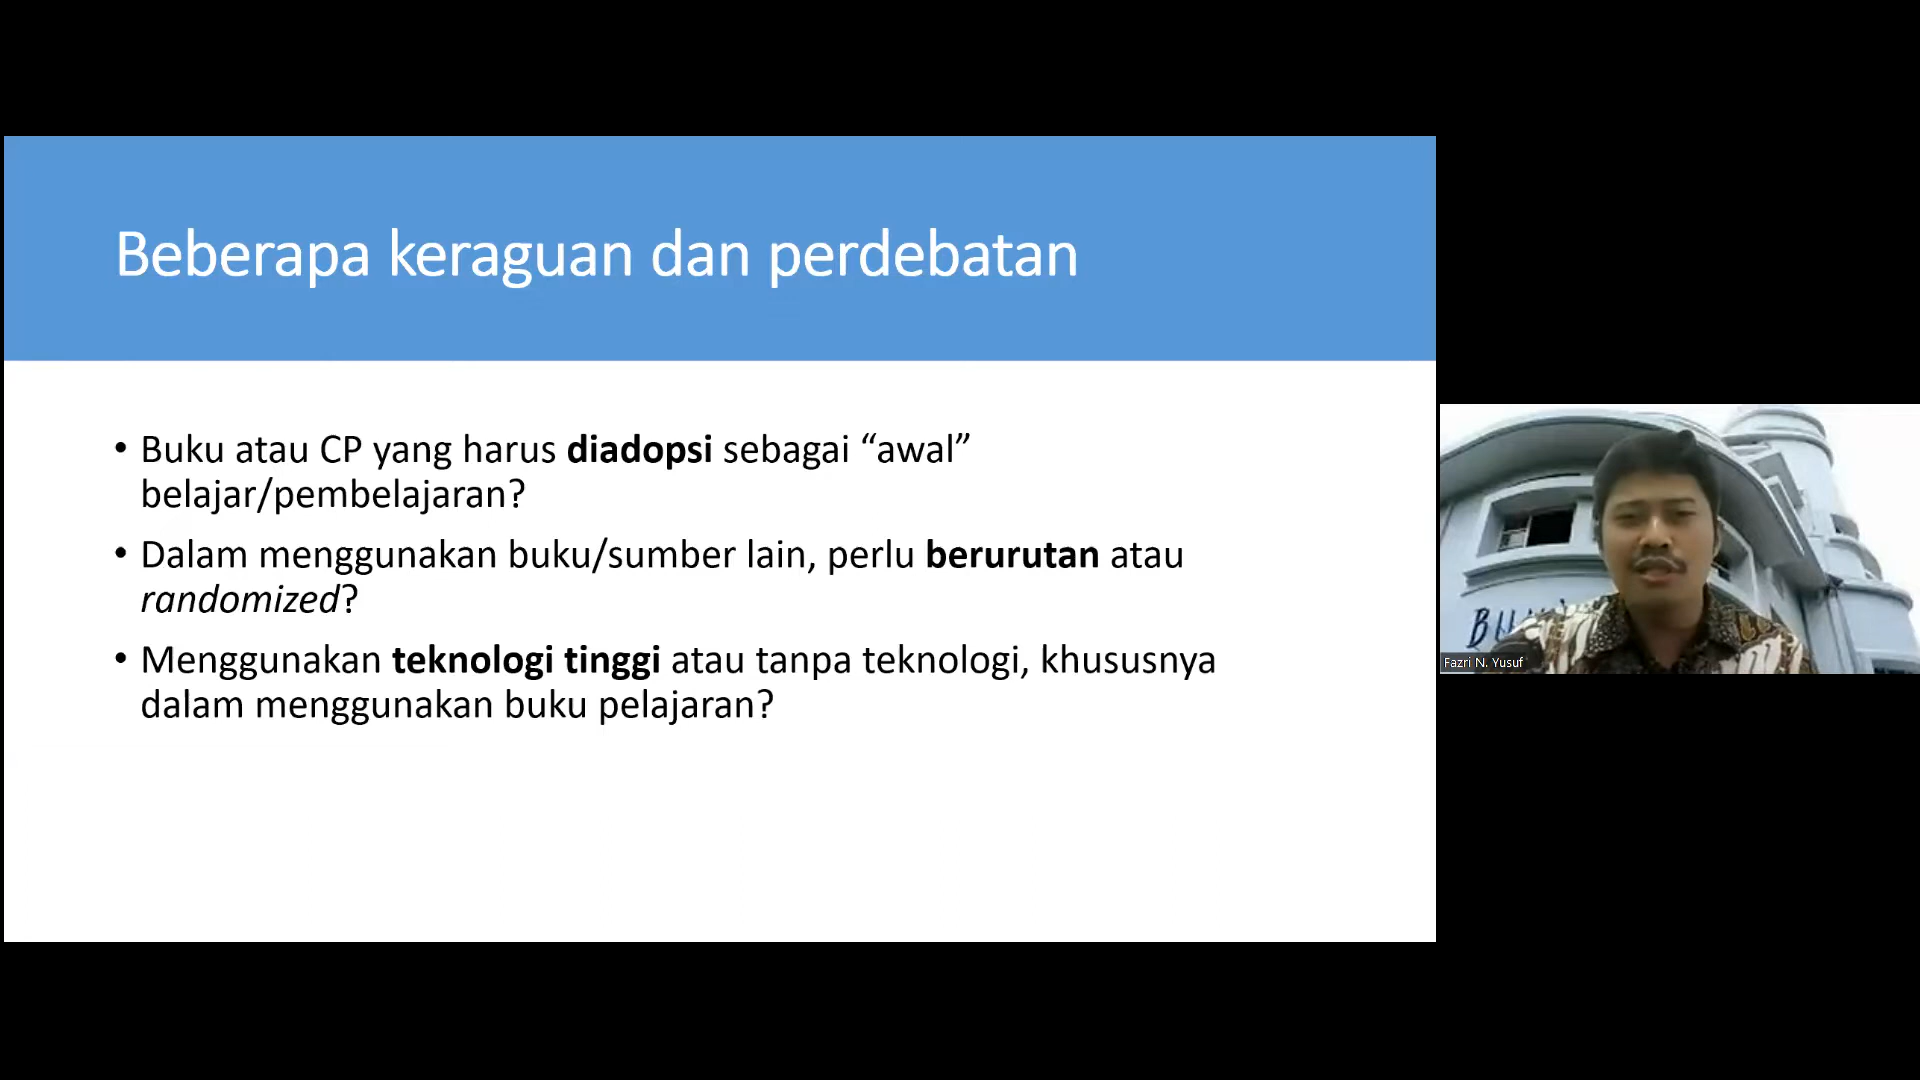 Beberapa keraguan dan perdebatan
• Buku atau CP yang harus diadopsi sebagai “awal”
belajar/pembelajaran?
• Dalam menggunakan buku/sumber lain, perlu berurutan atau
randomized?
• Menggunakan teknologi tinggi atau tanpa teknologi, khususnya
dalam menggunakan buku pelajaran?
Fazri N. Yusuf